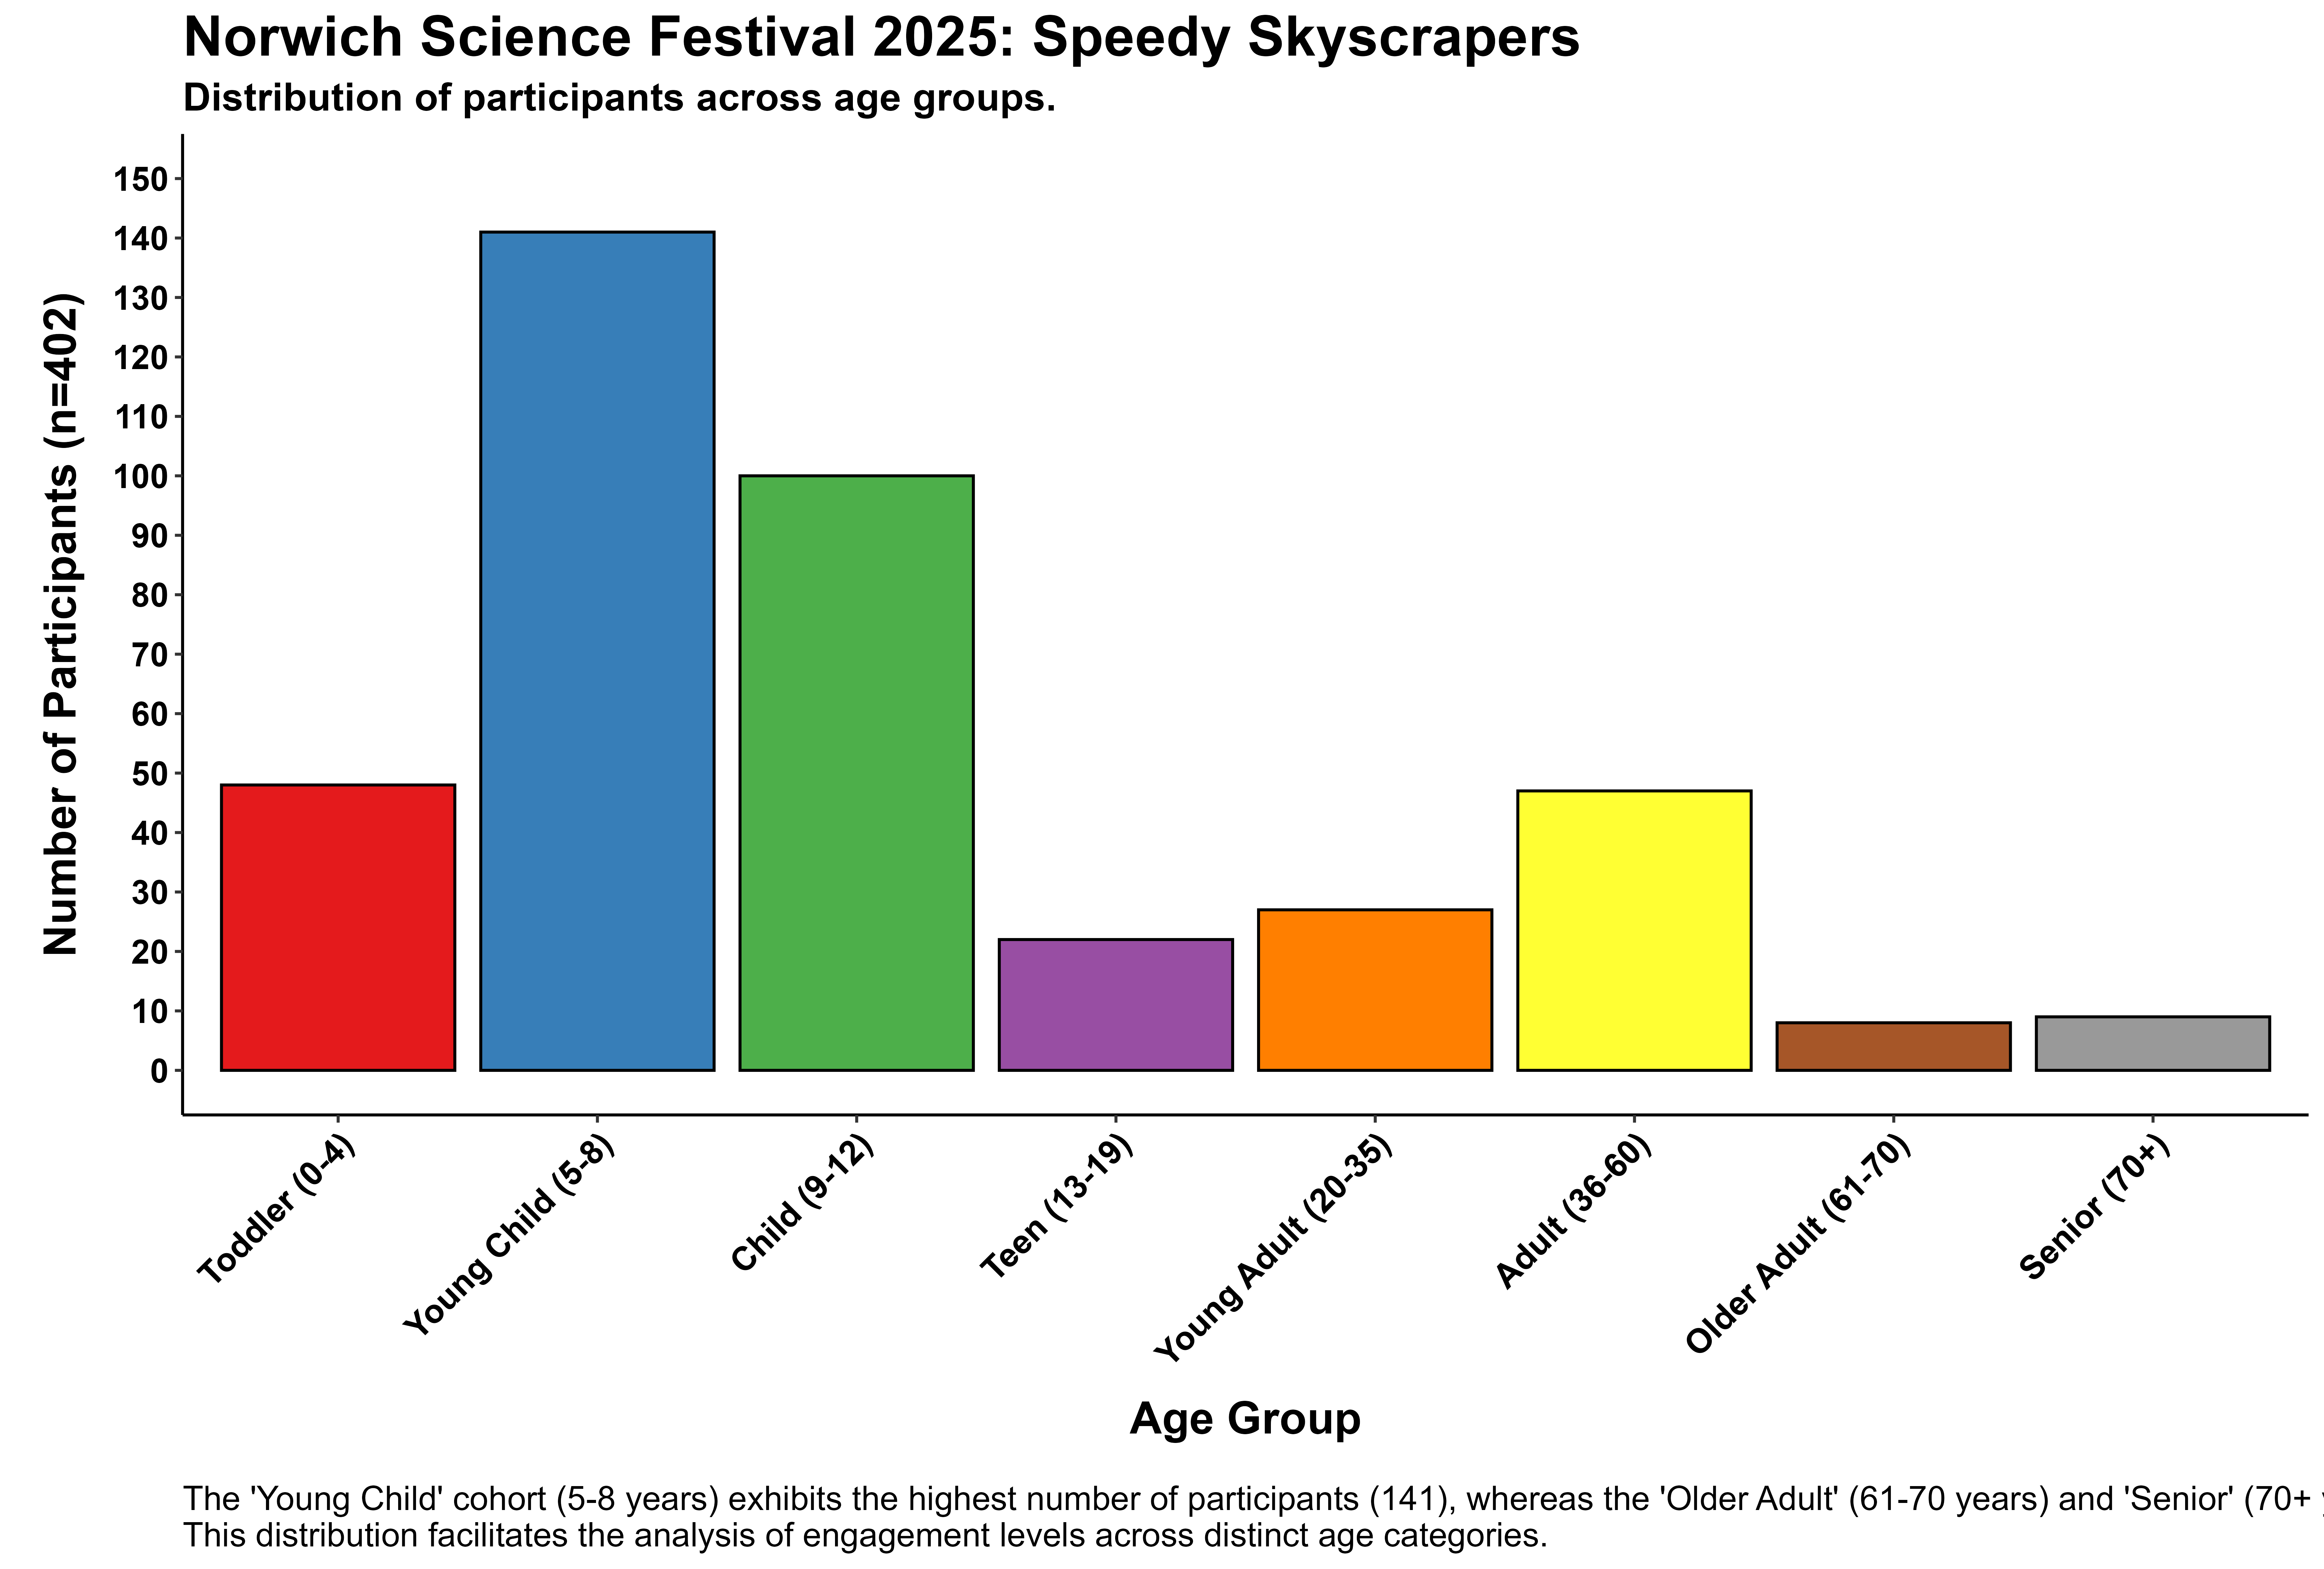 Norwich Science Festival 2025: Speedy Skyscrapers
Distribution of participants across age groups.
Number of Participants (n=402)
150
140
130
120
110
100
90
80
70
60
50
40
30
20
10
0
Toddler (0-4)
Young Child (5-8)
Child (9-12)
Teen (13-19)
Young Adult (20-35)
Adult (36-60)
Older Adult (61-70)
Senior (70+)
Age Group
The 'Young Child' cohort (5-8 years) exhibits the highest number of participants (141), whereas the 'Older Adult' (61-70 years) and 'Senior' (70+
This distribution facilitates the analysis of engagement levels across distinct age categories.